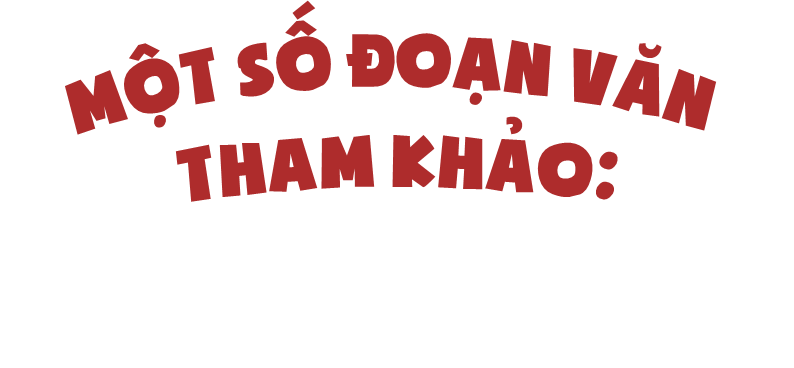 MỘT SỐ ĐOẠN VĂN
THAM KHẢO: